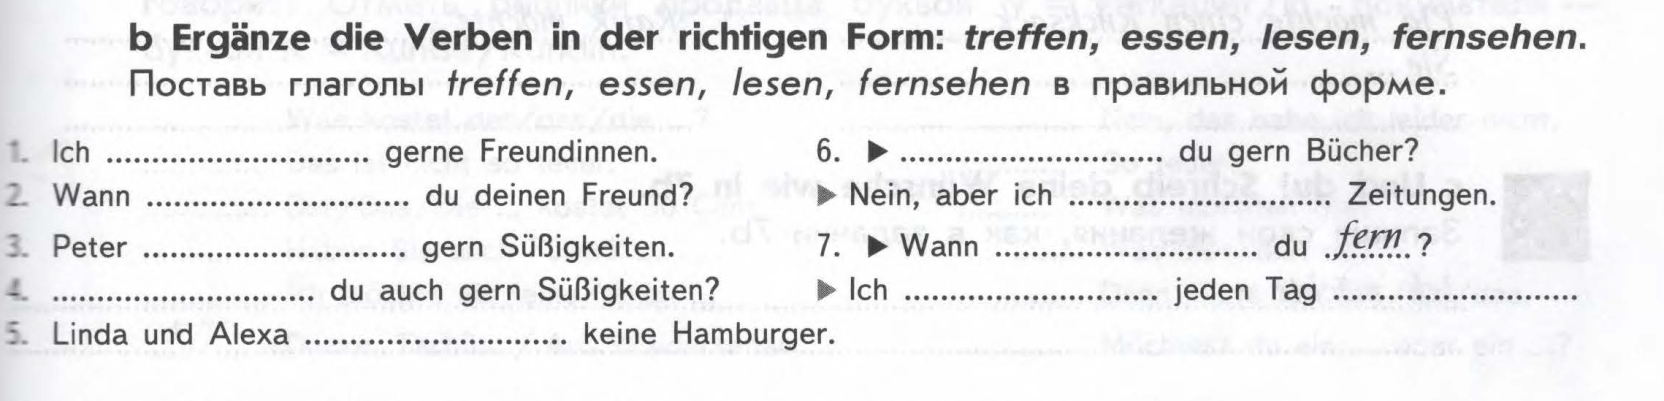 b Ergänze die Verben in der richtigen Form: treffen, essen, lesen, fernsehen.
Поставь глаголы treffen, essen, lesen, fernsehen в правильной форме.
1. Ich .............................. gerne Freundinnen.
2. Wann .............................. du deinen Freund?
3. Peter .............................. gern Süßigkeiten.
4. .............................. du auch gern Süßigkeiten?
5. Linda und Alexa .............................. keine Hamburger.
6. ▶ .............................. du gern Bücher?
▶ Nein, aber ich .............................. Zeitungen.
7. ▶ Wann .............................. du fern ?
▶ Ich .............................. jeden Tag ..............................